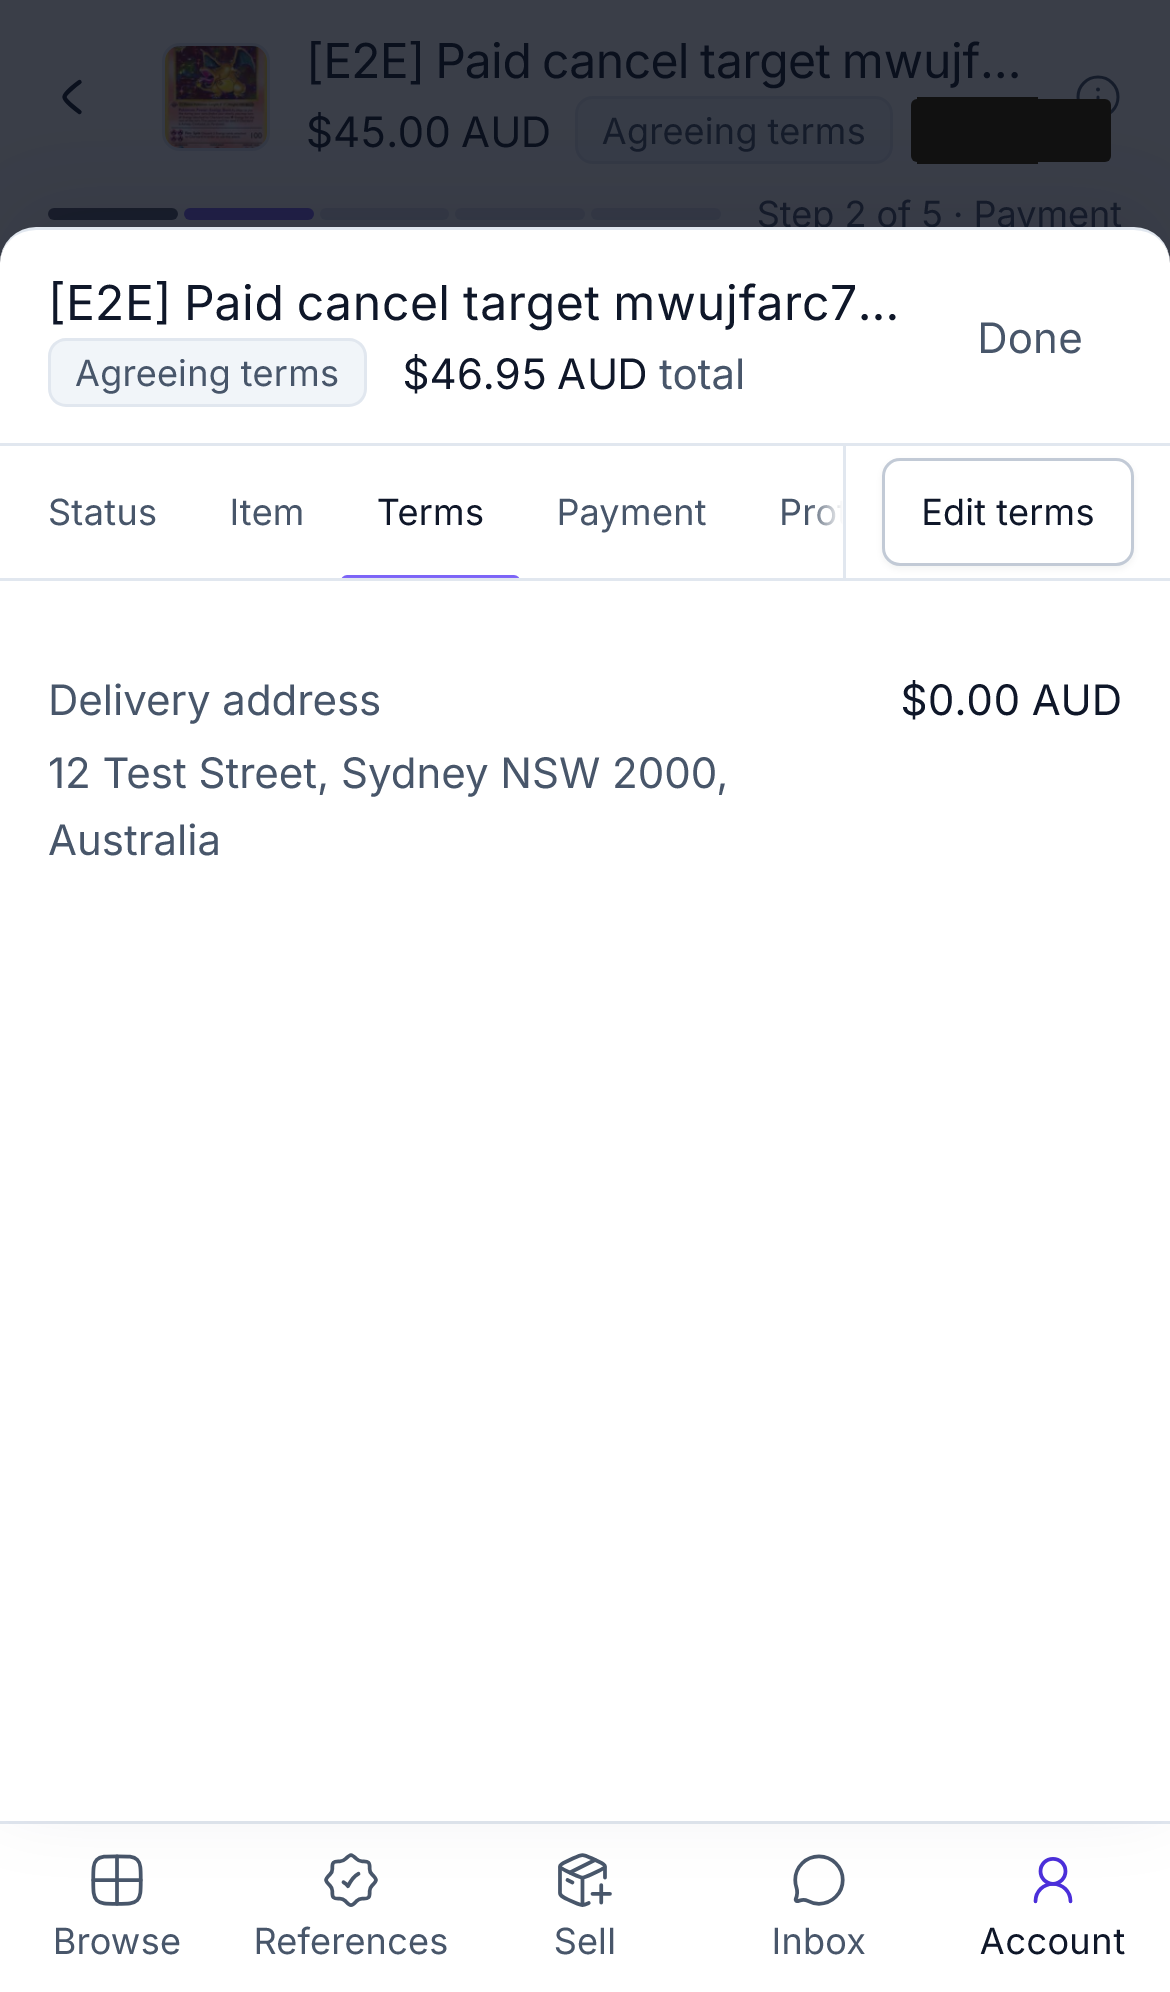 [E2E] Paid cancel target mwujf...
$45.00 AUD Agreeing terms
Step 2 of 5 · Payment
[E2E] Paid cancel target mwujfarc7...
Agreeing terms $46.95 AUD total
Done
Status Item Terms Payment Pro
Edit terms
Delivery address $0.00 AUD
12 Test Street, Sydney NSW 2000,
Australia
Browse References Sell Inbox Account